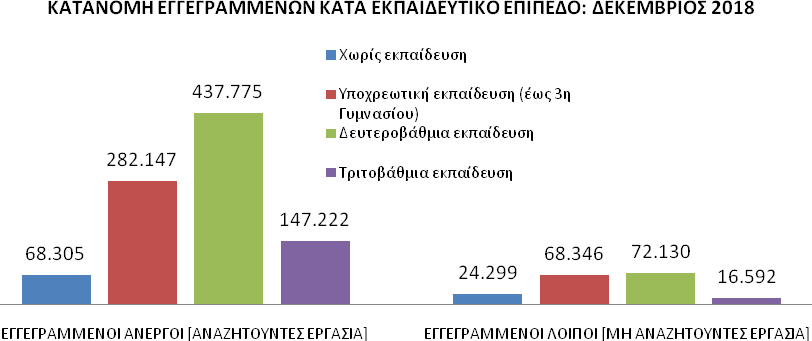 ΚΑΤΑΝΟΜΗ ΕΓΓΕΓΡΑΜΜΕΝΩΝ ΚΑΤΑ ΕΚΠΑΙΔΕΥΤΙΚΟ ΕΠΙΠΕΔΟ: ΔΕΚΕΜΒΡΙΟΣ 2018
Χωρίς εκπαίδευση
Υποχρεωτική εκπαίδευση (έως 3η
Γυμνασίου)
Δευτεροβάθμια εκπαίδευση
Τριτοβάθμια εκπαίδευση
68.305
282.147
437.775
147.222
24.299
68.346
72.130
16.592
ΕΓΓΕΓΡΑΜΜΕΝΟΙ ΑΝΕΡΓΟΙ [ΑΝΑΖΗΤΟΥΝΤΕΣ ΕΡΓΑΣΙΑ]
ΕΓΓΕΓΡΑΜΜΕΝΟΙ ΛΟΙΠΟΙ [ΜΗ ΑΝΑΖΗΤΟΥΝΤΕΣ ΕΡΓΑΣΙΑ]